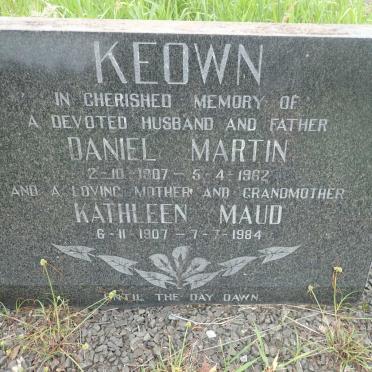 KEOWN
IN CHERISHED MEMORY OF
A DEVOTED HUSBAND AND FATHER
DANIEL MARTIN
2-10-1907 - 5-4-1962
AND A LOVING MOTHER AND GRANDMOTHER
KATHLEEN MAUD
6-11-1907 - 7-7-1984
UNTIL THE DAY DAWN